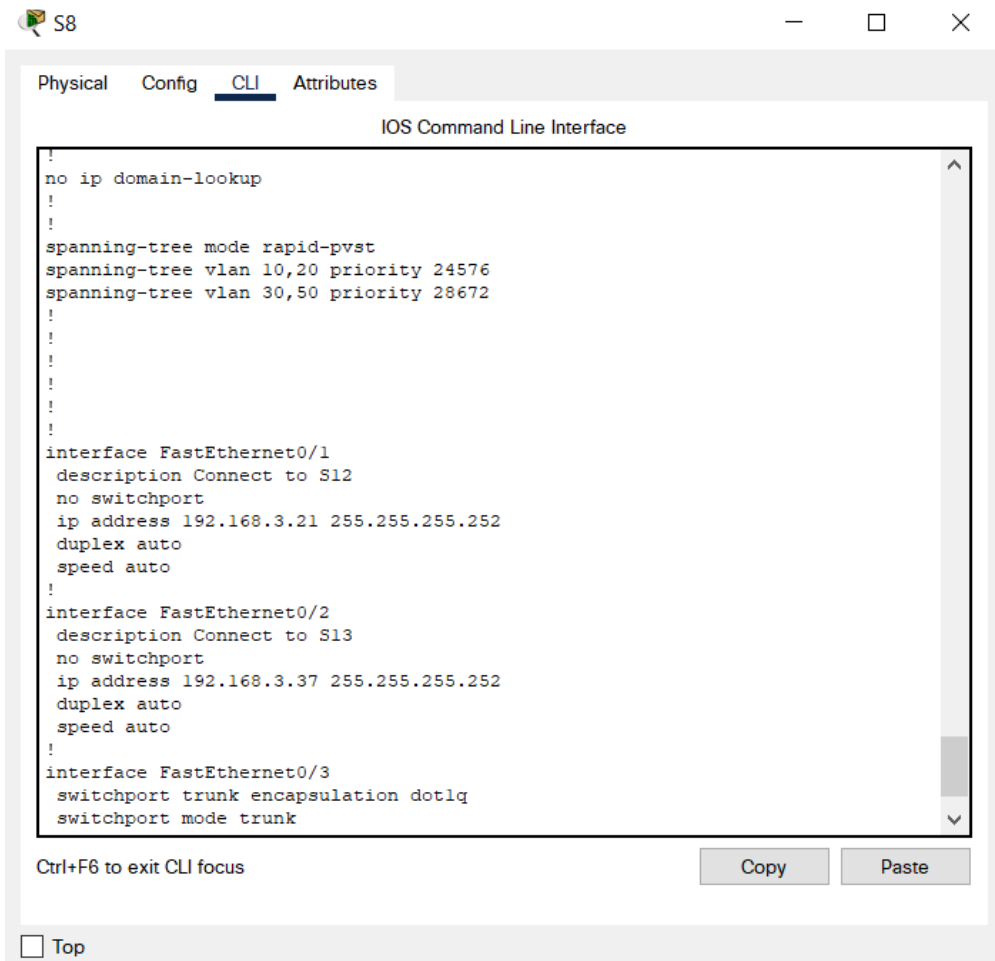 S8
Physical Config CLI Attributes
IOS Command Line Interface
!
no ip domain-lookup
!
!
spanning-tree mode rapid-pvst
spanning-tree vlan 10,20 priority 24576
spanning-tree vlan 30,50 priority 28672
!
!
!
!
!
!
interface FastEthernet0/1
description Connect to S12
no switchport
ip address 192.168.3.21 255.255.255.252
duplex auto
speed auto
!
interface FastEthernet0/2
description Connect to S13
no switchport
ip address 192.168.3.37 255.255.255.252
duplex auto
speed auto
!
interface FastEthernet0/3
switchport trunk encapsulation dot1q
switchport mode trunk
Ctrl+F6 to exit CLI focus
Copy Paste
Top